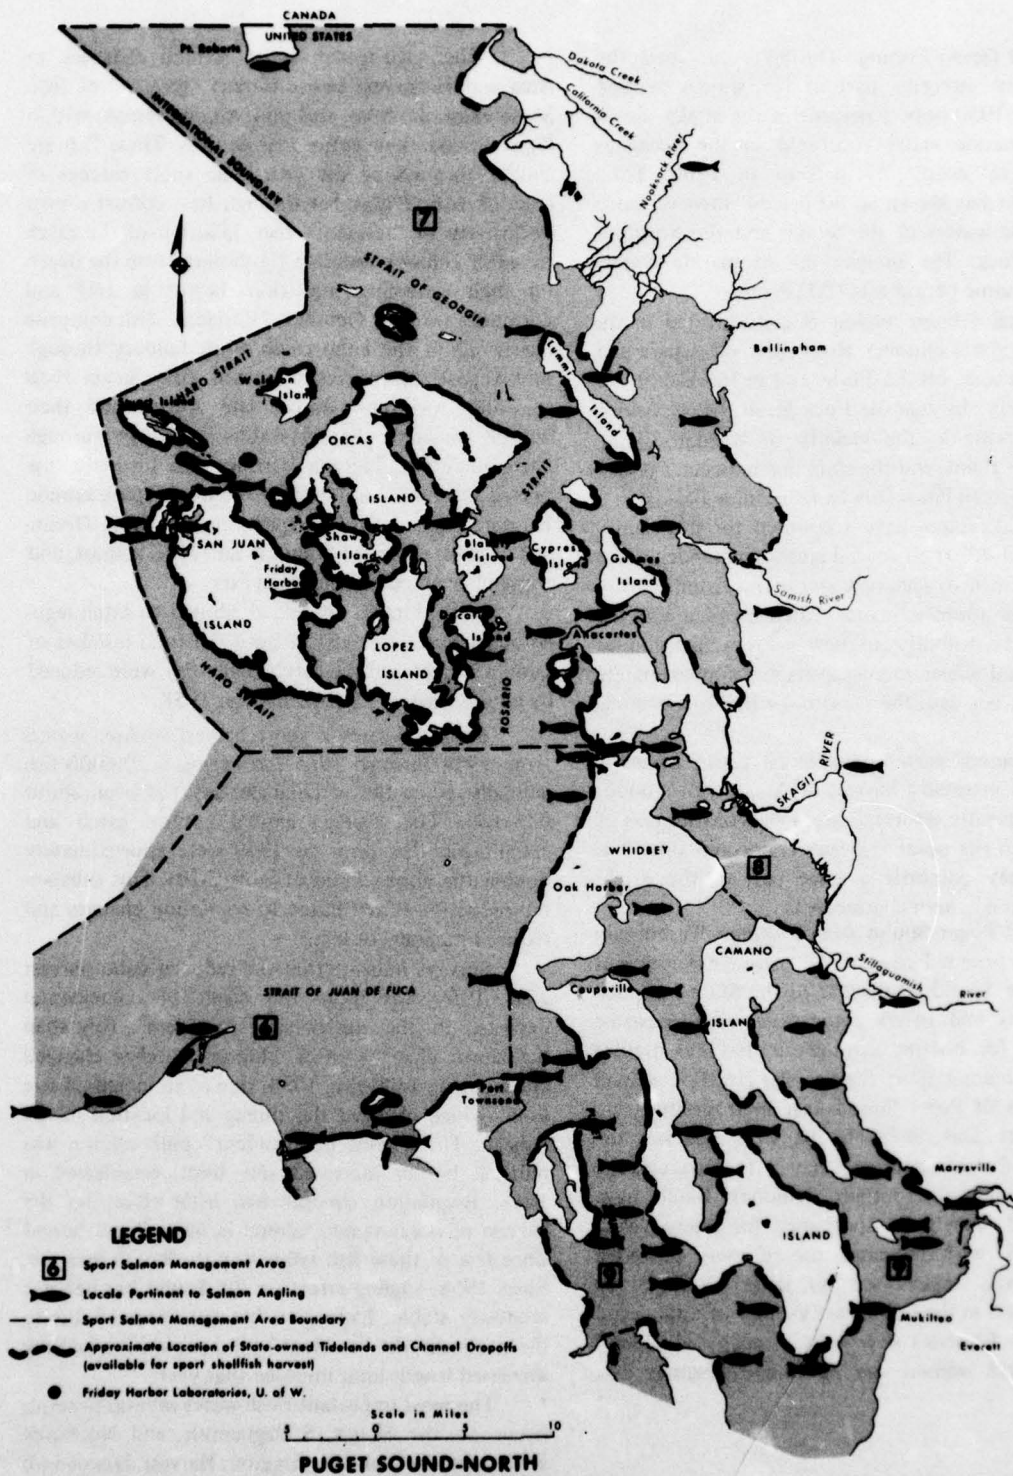 CANADA
UNITED STATES
Pt. Roberts
Dakota Creek
California Creek
INTERNATIONAL BOUNDARY
Nooksack River
7
STRAIT OF GEORGIA
Bellingham
Lummi
Island
HARO STRAIT
Waldron
Island
Stuart Island
ORCAS
ISLAND
STRAIT
SAN JUAN
Shaw
Island
Blakely
Island
Cypress
Island
Guemes
Island
Friday
Harbor
Samish River
ISLAND
Decatur
Island
Anacortes
LOPEZ
ISLAND
HARO STRAIT
ROSARIO
SKAGIT RIVER
WHIDBEY
8
Oak Harbor
CAMANO
Stillaguamish
River
STRAIT OF JUAN DE FUCA
Coupeville
ISLAND
6
Port
Townsend
Marysville
ISLAND
9
9
Mukilteo
Everett
LEGEND
6 Sport Salmon Management Area
Locale Pertinent to Salmon Angling
Sport Salmon Management Area Boundary
Approximate Location of State-owned Tidelands and Channel Dropoffs
(available for sport shellfish harvest)
Friday Harbor Laboratories, U. of W.
Scale in Miles
5 0 5 10
PUGET SOUND-NORTH